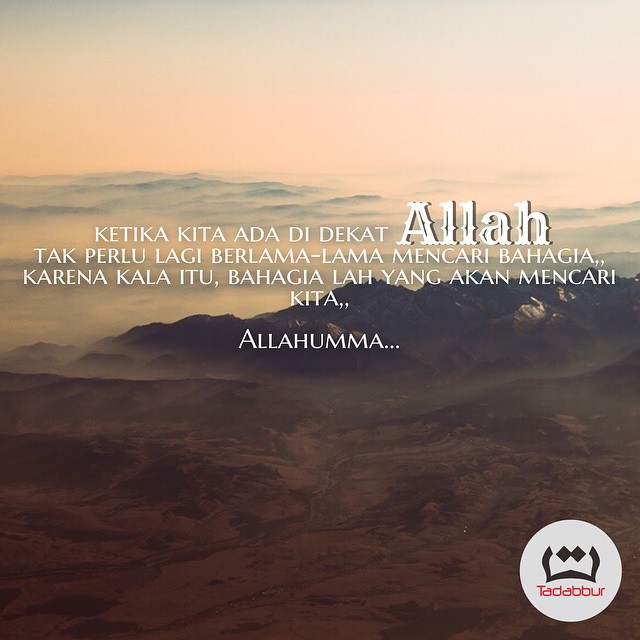 KETIKA KITA ADA DI DEKAT Allah
TAK PERLU LAGI BERLAMA-LAMA MENCARI BAHAGIA,,
KARENA KALA ITU, BAHAGIA LAH YANG AKAN MENCARI
KITA,,
ALLAHUMMA...
Tadabbur